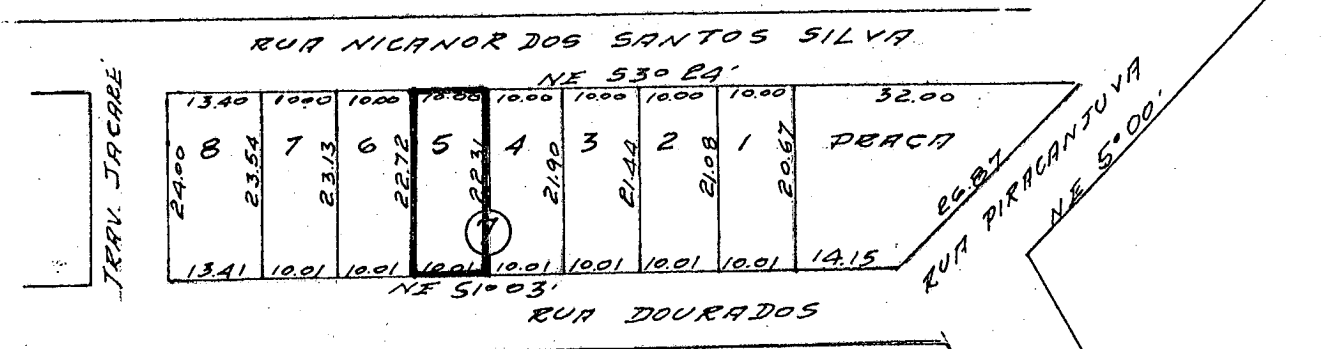 RUA NICANOR DOS SANTOS SILVA
NE 53° 24'
TRAV. JACARÉ
13.40 10.00 10.00 10.00 10.00 10.00 10.00 10.00 32.00
8 7 6 5 4 3 2 1 PRAÇA
24.00 23.54 23.13 22.72 22.31 21.90 21.44 21.08 20.67
26.87
7
13.41 10.01 10.01 10.01 10.01 10.01 10.01 10.01 14.15
NE 51° 03'
RUA DOURADOS
RUA PIRACANJUVA
NE 5° 00'